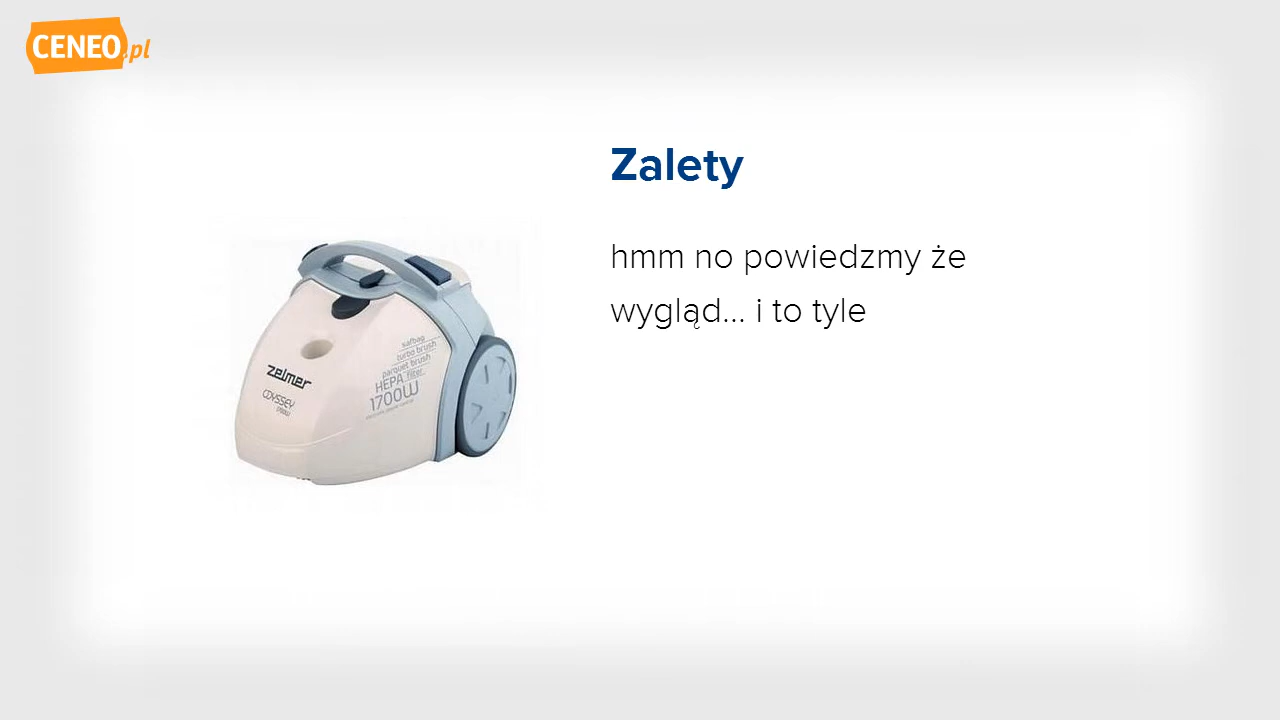 CENEO.pl
Zalety
hmm no powiedzmy że
wygląd... i to tyle
safbag
turbo brush
parquet brush
HEPA filter
1700W
zelmer
ODYSSEY